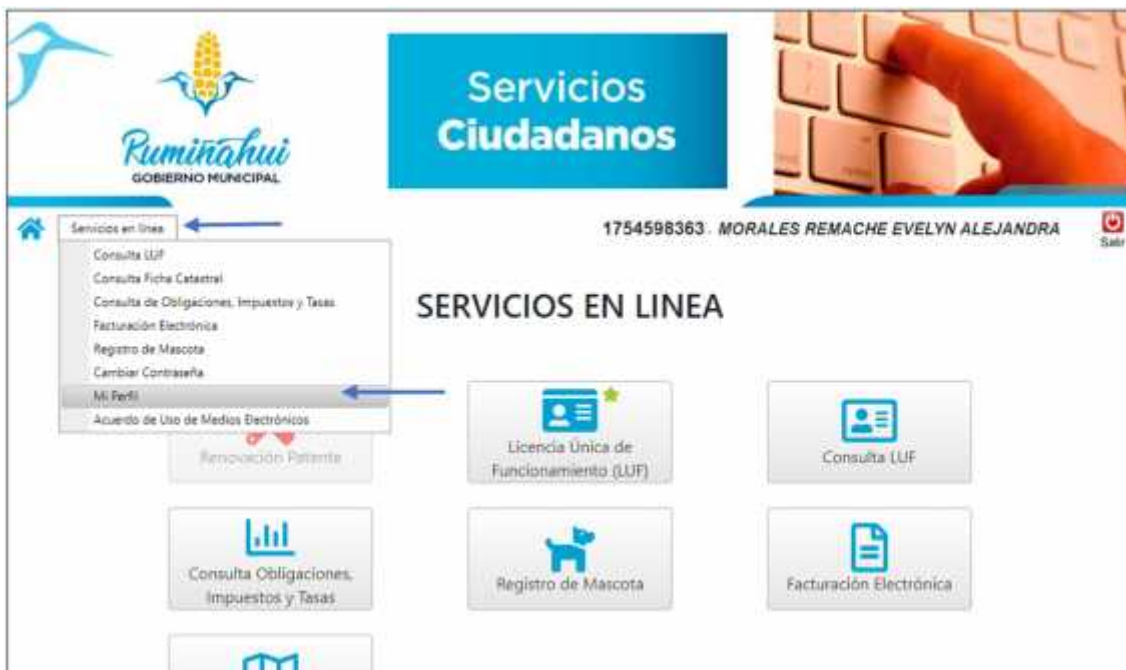 Rumiñahui
GOBIERNO MUNICIPAL
Servicios
Ciudadanos
Servicios en línea
1754598363 - MORALES REMACHE EVELYN ALEJANDRA
Salir
Consulta LUF
Consulta Ficha Catastral
Consulta de Obligaciones, Impuestos y Tasas
Facturación Electrónica
Registro de Mascota
Cambiar Contraseña
Mi Perfil
Acuerdo de Uso de Medios Electrónicos
SERVICIOS EN LINEA
Renovación Patente
Licencia Única de
Funcionamiento (LUF)
Consulta LUF
Consulta Obligaciones,
Impuestos y Tasas
Registro de Mascota
Facturación Electrónica